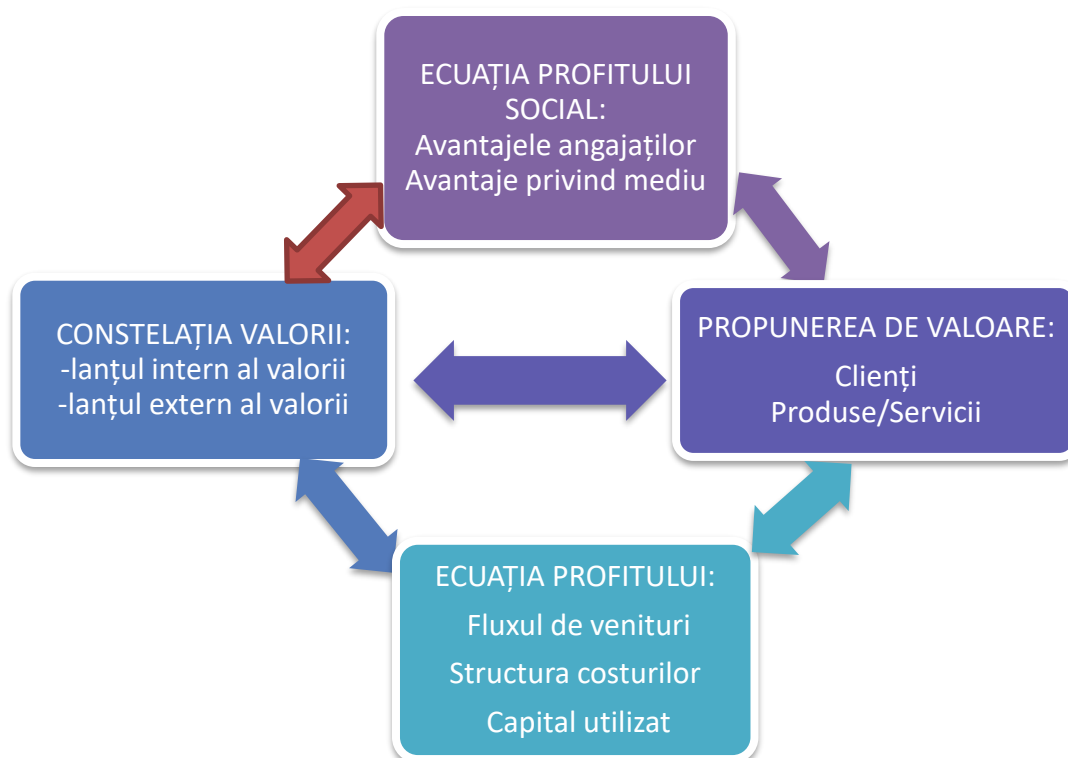 ECUAȚIA PROFITULUI
SOCIAL:
Avantajele angajaților
Avantaje privind mediu
CONSTELAȚIA VALORII:
-lanțul intern al valorii
-lanțul extern al valorii
PROPUNEREA DE VALOARE:
Clienți
Produse/Servicii
ECUAȚIA PROFITULUI:
Fluxul de venituri
Structura costurilor
Capital utilizat